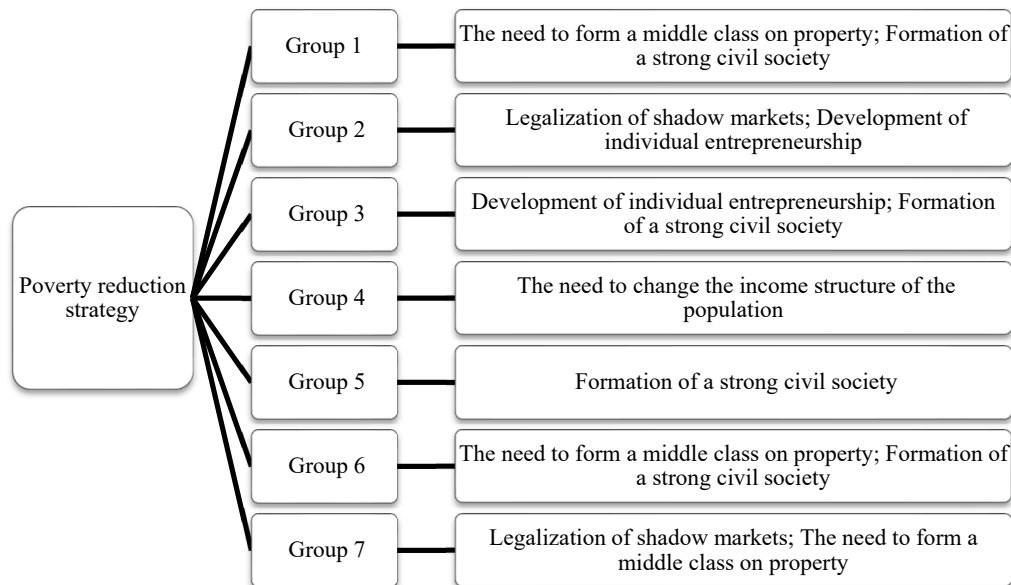 Poverty reduction
strategy
Group 1
The need to form a middle class on property; Formation of
a strong civil society
Group 2
Legalization of shadow markets; Development of
individual entrepreneurship
Group 3
Development of individual entrepreneurship; Formation
of a strong civil society
Group 4
The need to change the income structure of the
population
Group 5
Formation of a strong civil society
Group 6
The need to form a middle class on property; Formation of
a strong civil society
Group 7
Legalization of shadow markets; The need to form a
middle class on property